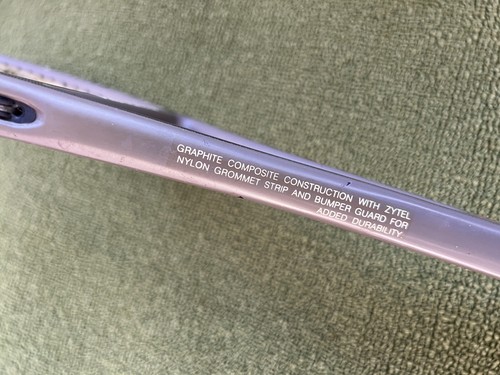 GRAPHITE COMPOSITE CONSTRUCTION WITH ZYTEL
NYLON GROMMET STRIP AND BUMPER GUARD FOR
ADDED DURABILITY